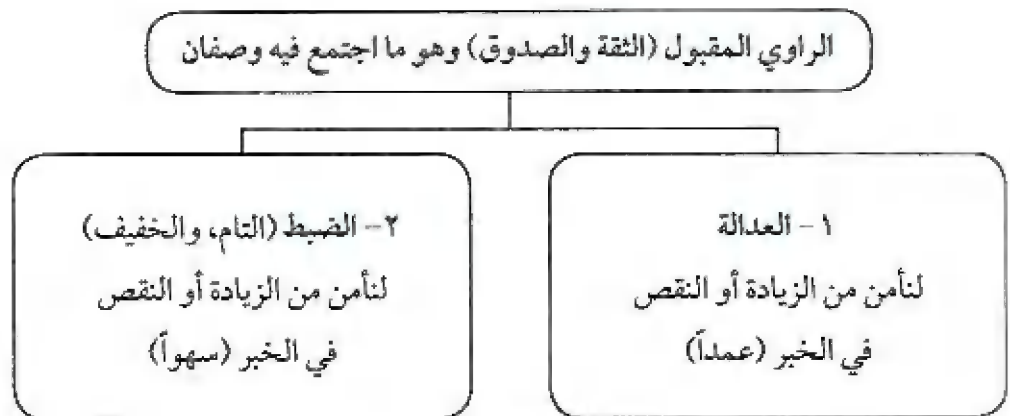 الراوي المقبول (الثقة والصدوق) وهو ما اجتمع فيه وصفان
١ - العدالة
لنأمن من الزيادة أو النقص
في الخبر (عمداً)
٢ - الضبط (التام، والخفيف)
لنأمن من الزيادة أو النقص
في الخبر (سهواً)